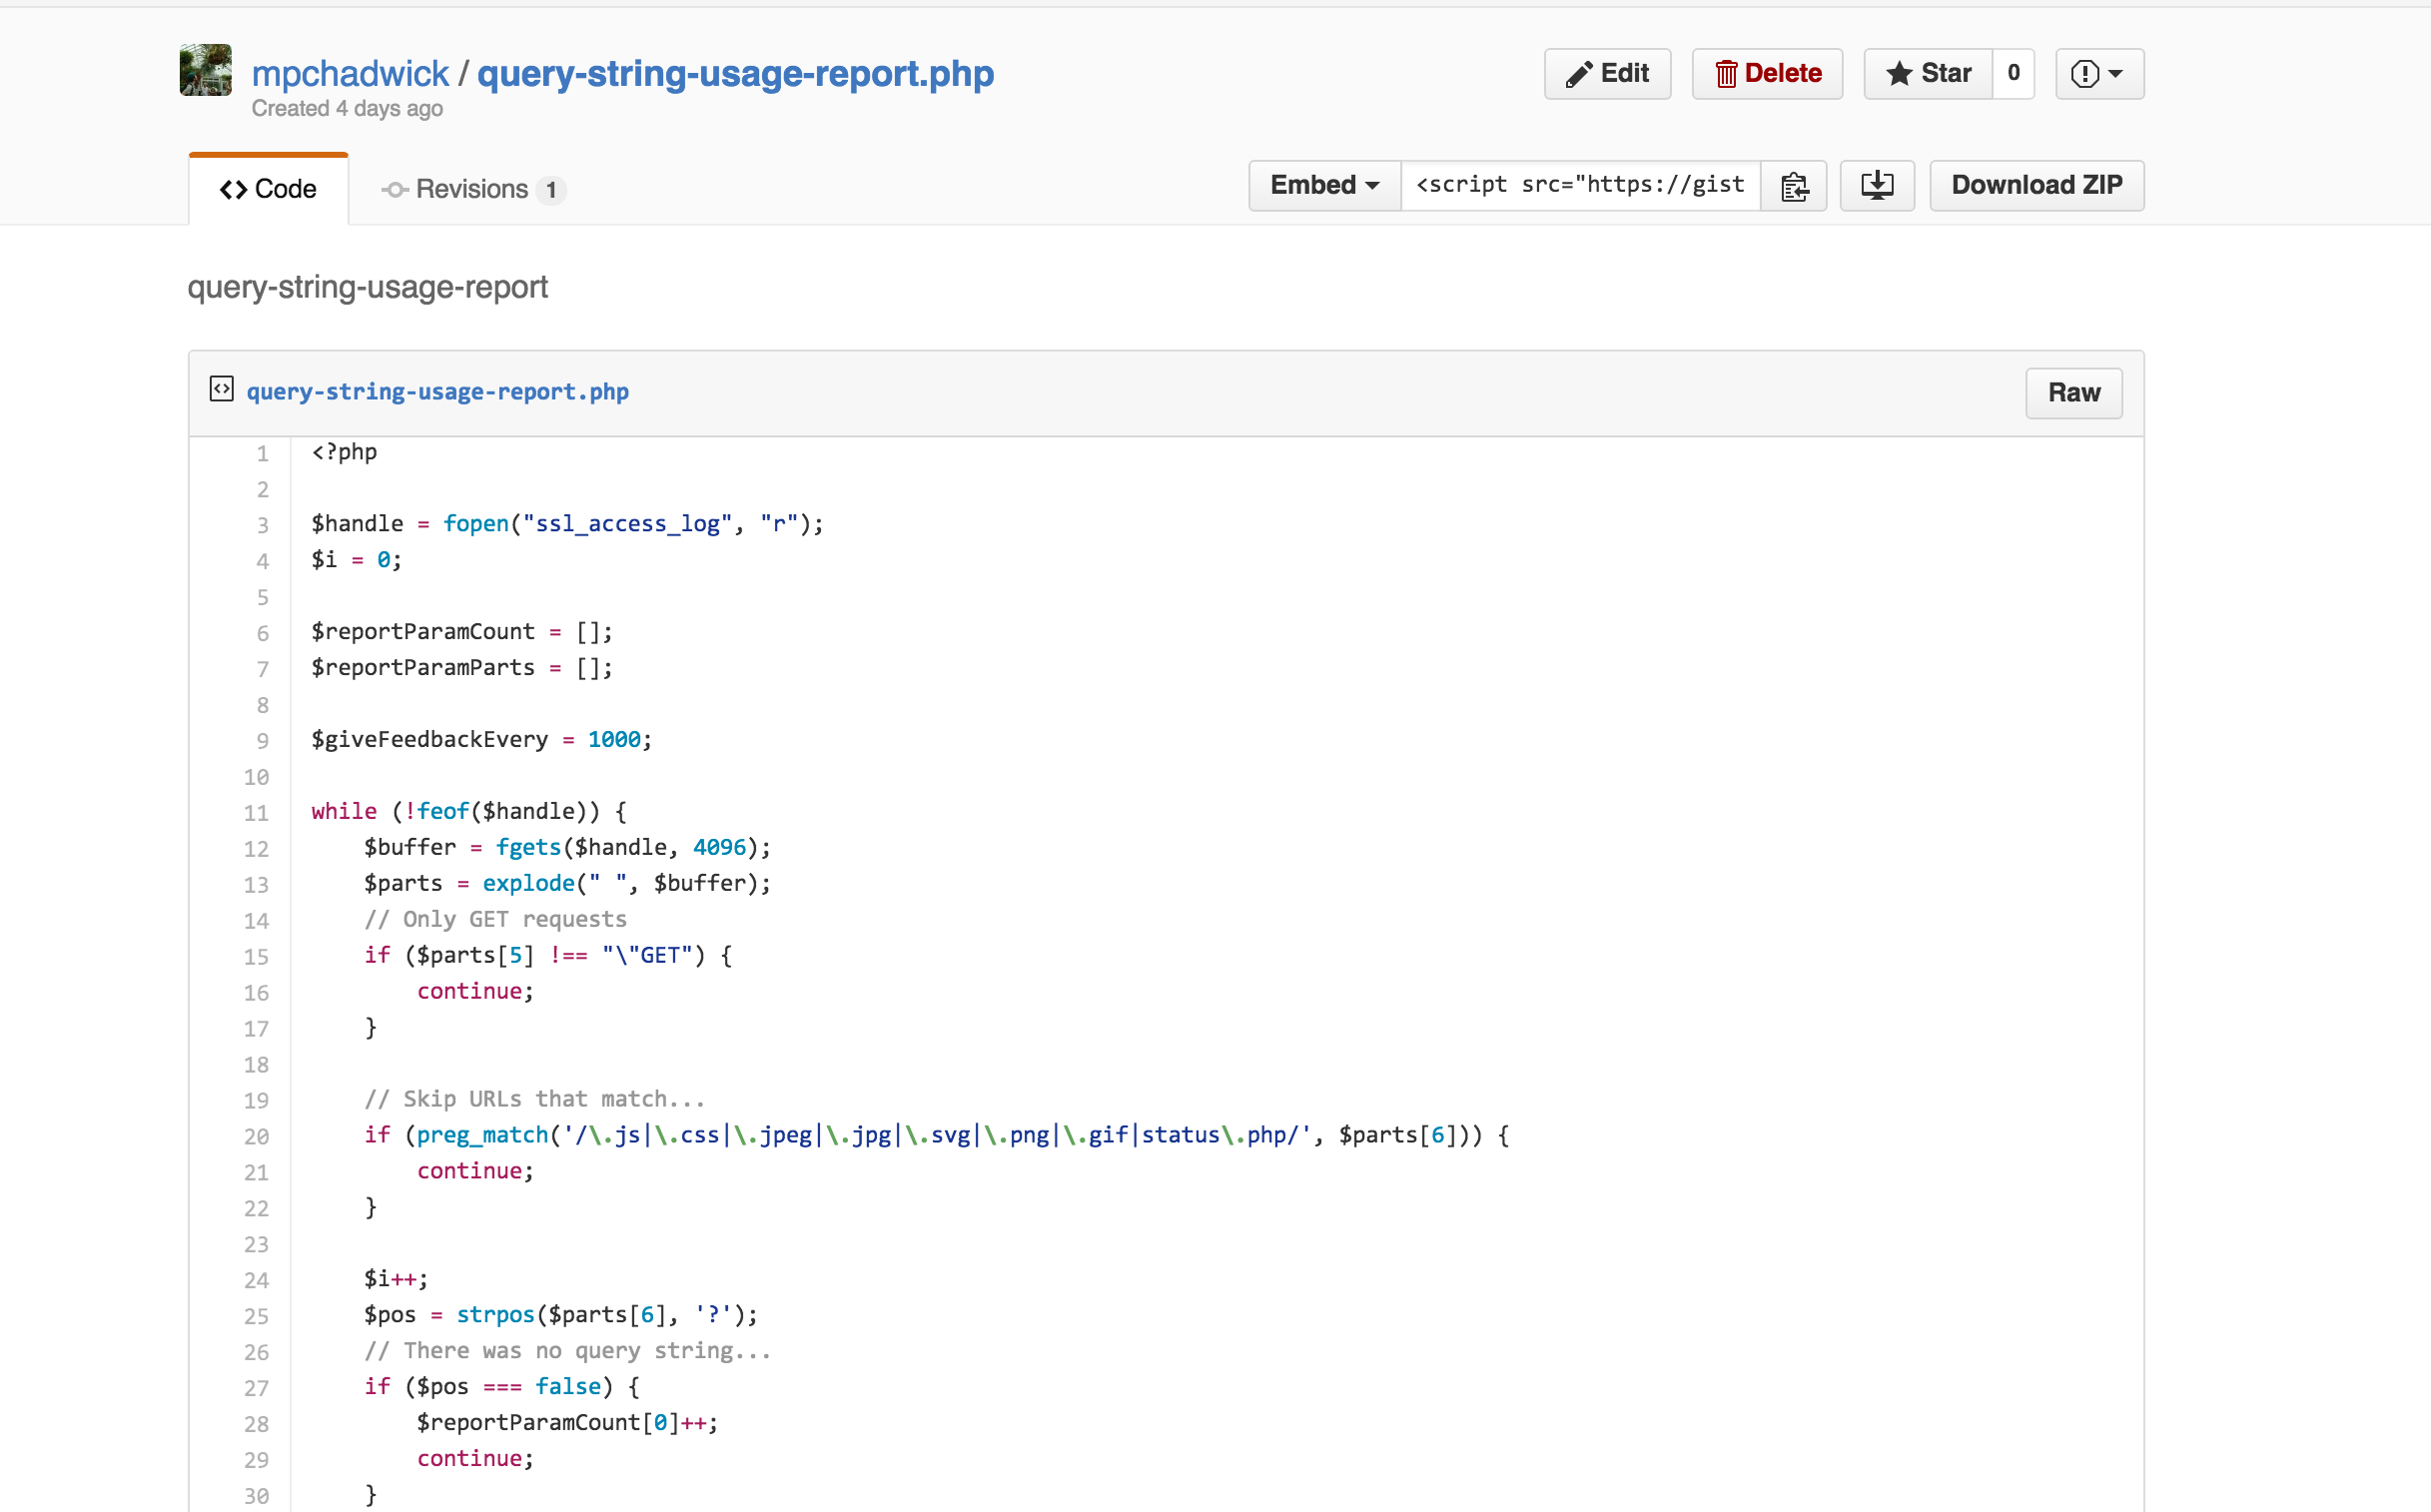 mpchadwick / query-string-usage-report.php
Created 4 days ago
Edit
Delete
Star 0
Code
Revisions 1
Embed
<script src="https://gist
Download ZIP
query-string-usage-report
query-string-usage-report.php
Raw
1 <?php
2
3 $handle = fopen("ssl_access_log", "r");
4 $i = 0;
5
6 $reportParamCount = [];
7 $reportParamParts = [];
8
9 $giveFeedbackEvery = 1000;
10
11 while (!feof($handle)) {
12     $buffer = fgets($handle, 4096);
13     $parts = explode(" ", $buffer);
14     // Only GET requests
15     if ($parts[5] !== "\"GET") {
16         continue;
17     }
18
19     // Skip URLs that match...
20     if (preg_match('/\.js|\.css|\.jpeg|\.jpg|\.svg|\.png|\.gif|status\.php/', $parts[6])) {
21         continue;
22     }
23
24     $i++;
25     $pos = strpos($parts[6], '?');
26     // There was no query string...
27     if ($pos === false) {
28         $reportParamCount[0]++;
29         continue;
30     }